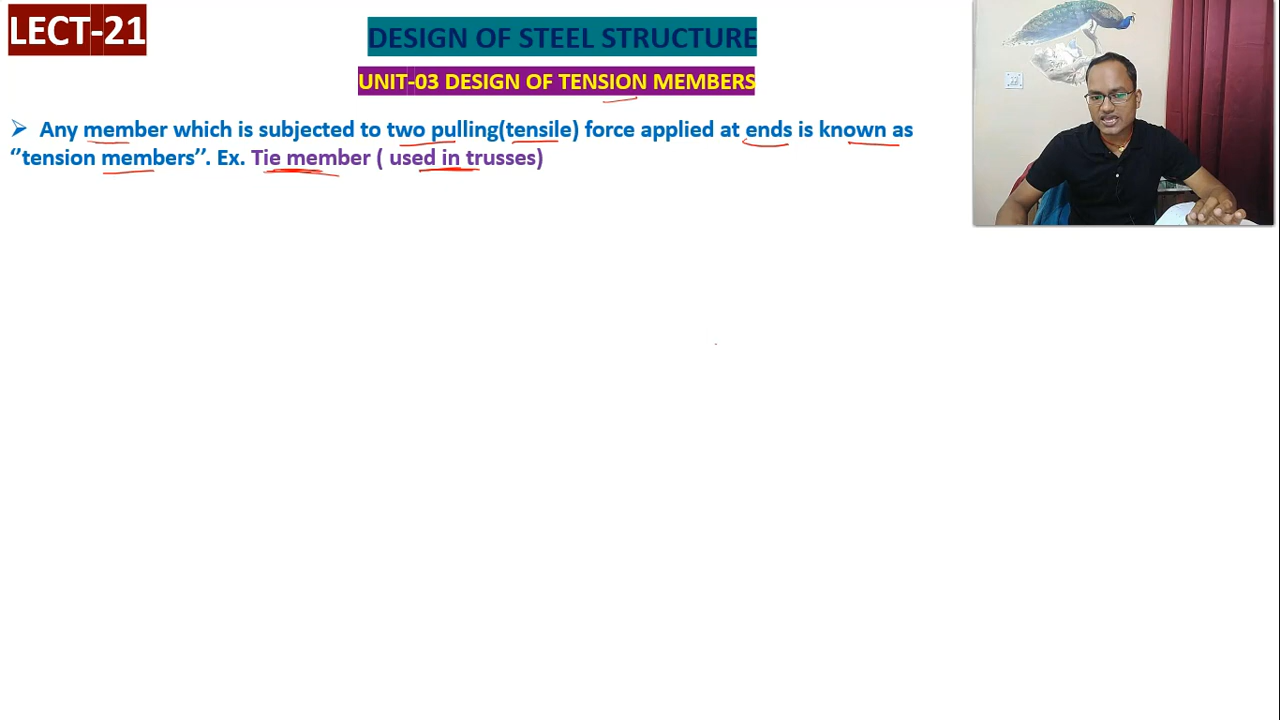 LECT-21
DESIGN OF STEEL STRUCTURE
UNIT-03 DESIGN OF TENSION MEMBERS
➢ Any member which is subjected to two pulling(tensile) force applied at ends is known as
‘’tension members’’. Ex. Tie member ( used in trusses)